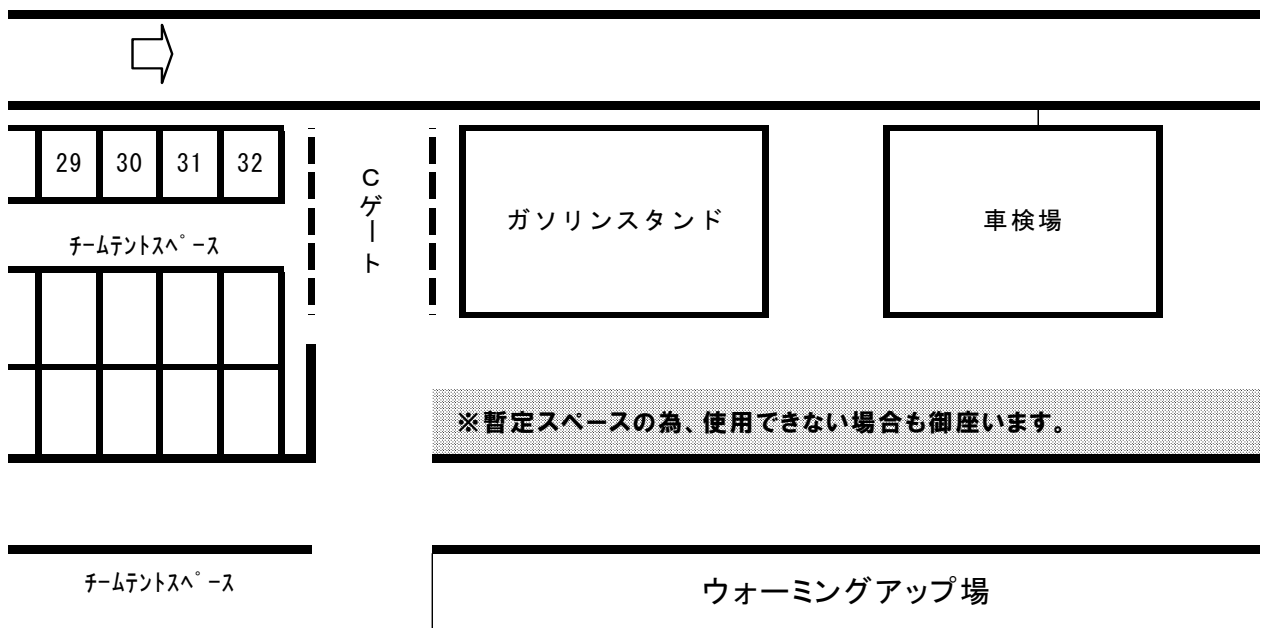 29 30 31 32
Cゲート
ガソリンスタンド
車検場
ﾁｰﾑﾃﾝﾄｽﾍﾟｰｽ
※暫定スペースの為、使用できない場合も御座います。
ﾁｰﾑﾃﾝﾄｽﾍﾟｰｽ
ウォーミングアップ場